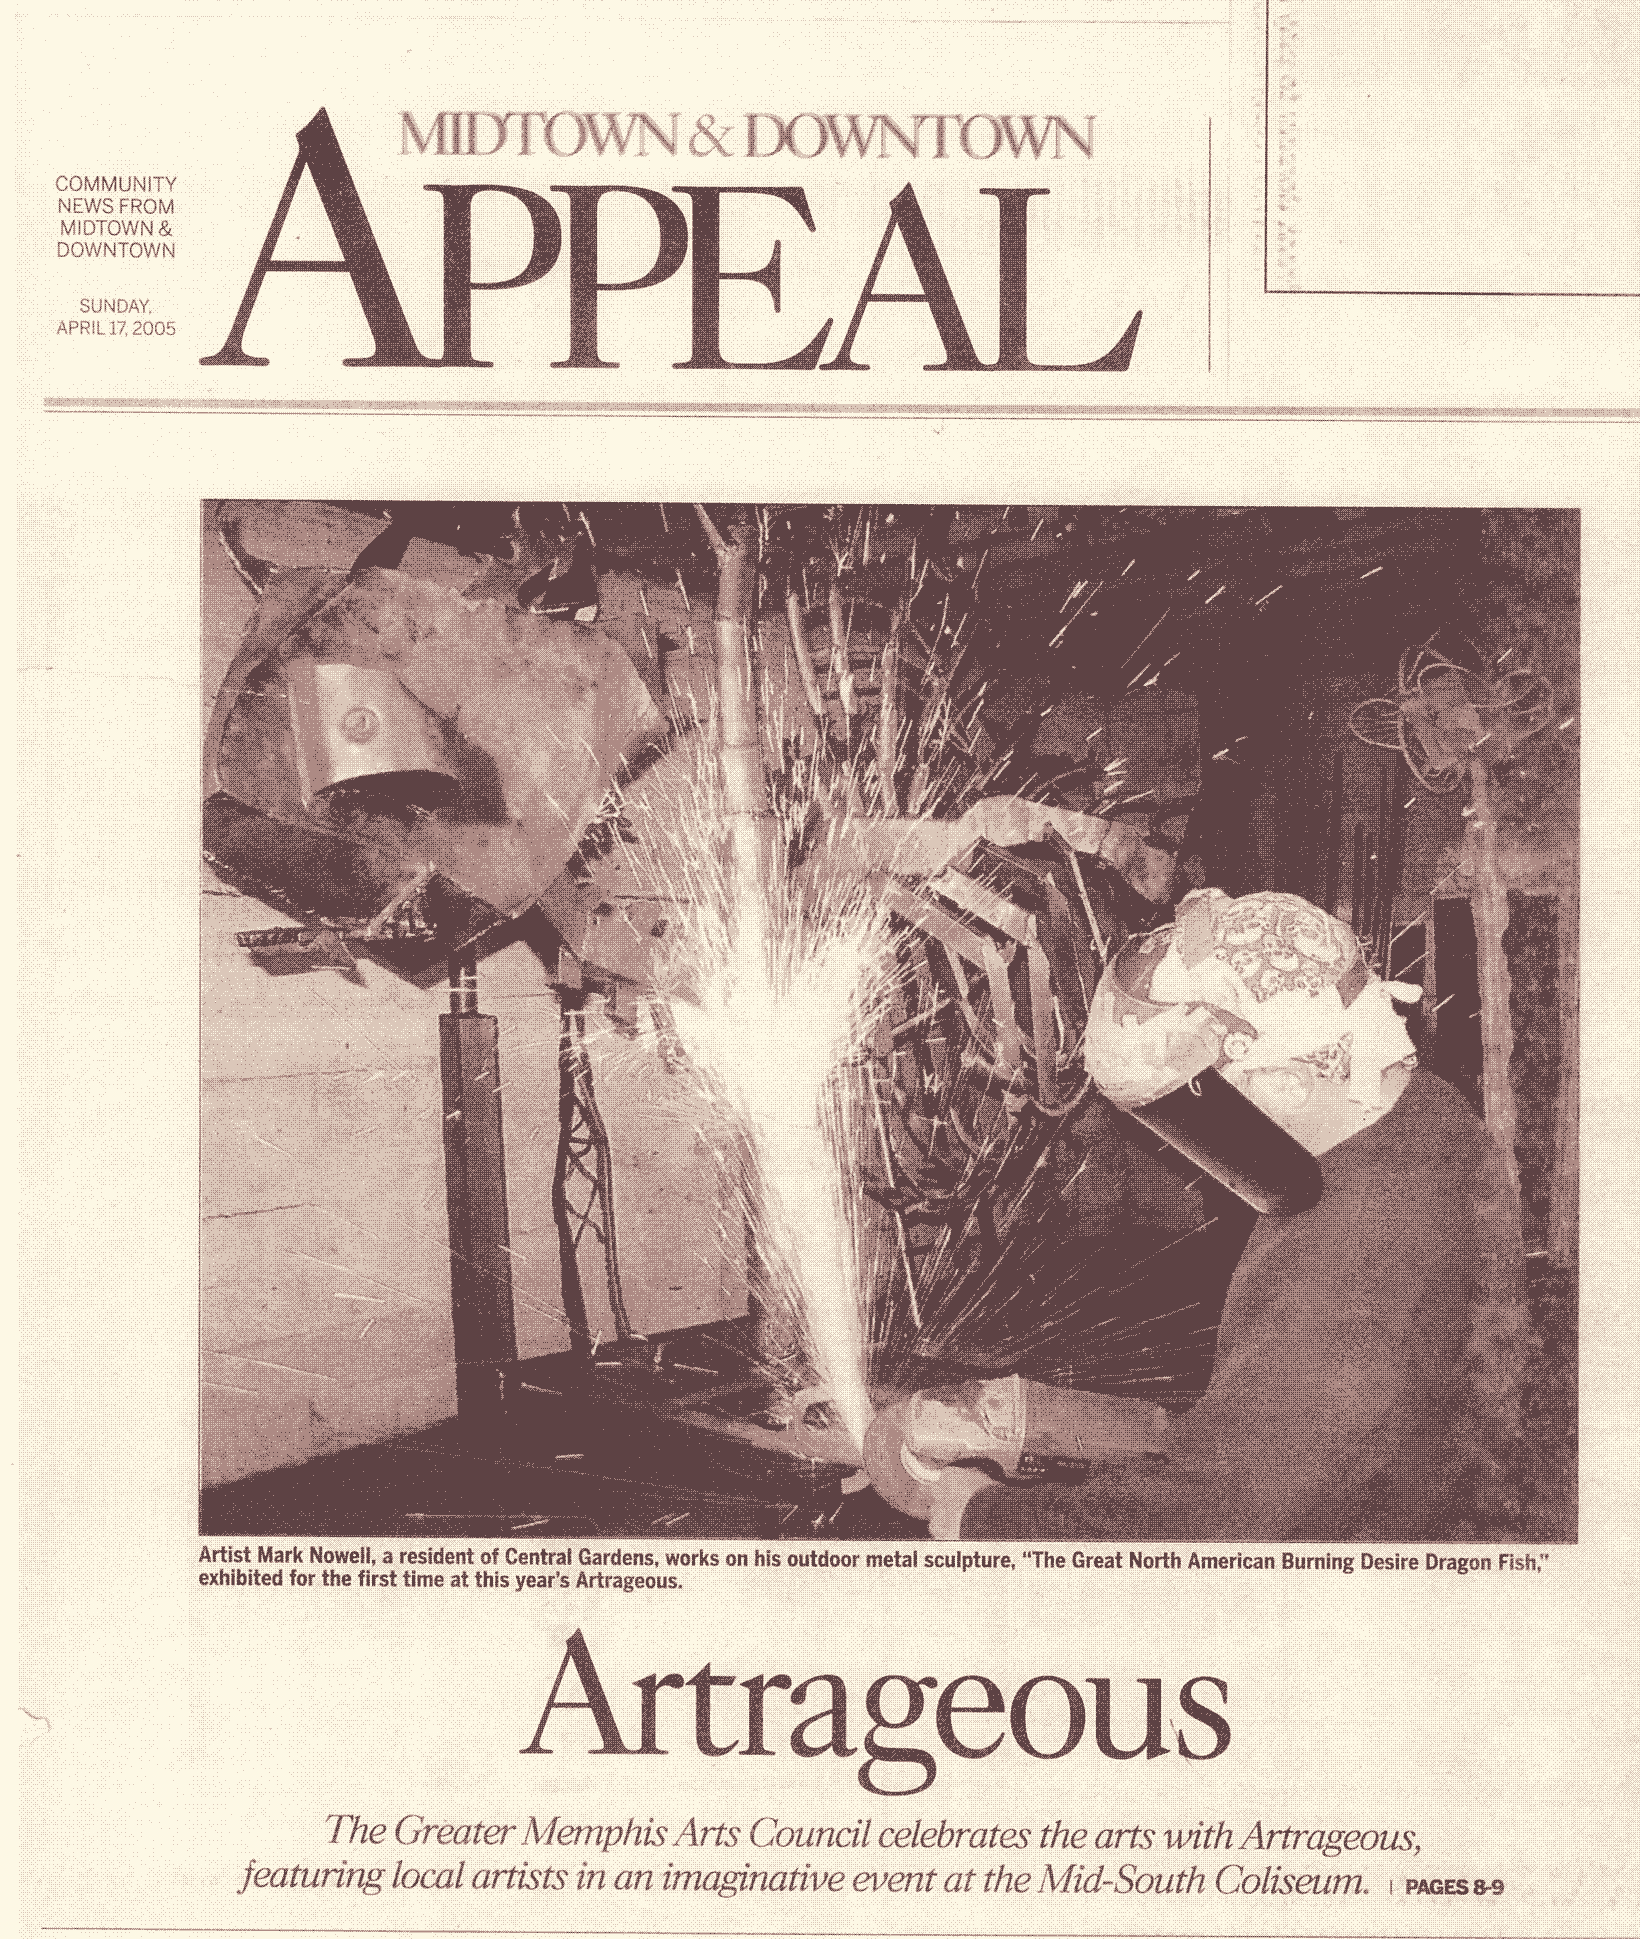 MIDTOWN & DOWNTOWN
APPEAL
COMMUNITY
NEWS FROM
MIDTOWN &
DOWNTOWN
SUNDAY,
APRIL 17, 2005
Artist Mark Nowell, a resident of Central Gardens, works on his outdoor metal sculpture, “The Great North American Burning Desire Dragon Fish,”
exhibited for the first time at this year’s Artrageous.
Artrageous
The Greater Memphis Arts Council celebrates the arts with Artrageous,
featuring local artists in an imaginative event at the Mid-South Coliseum. | PAGES 8-9